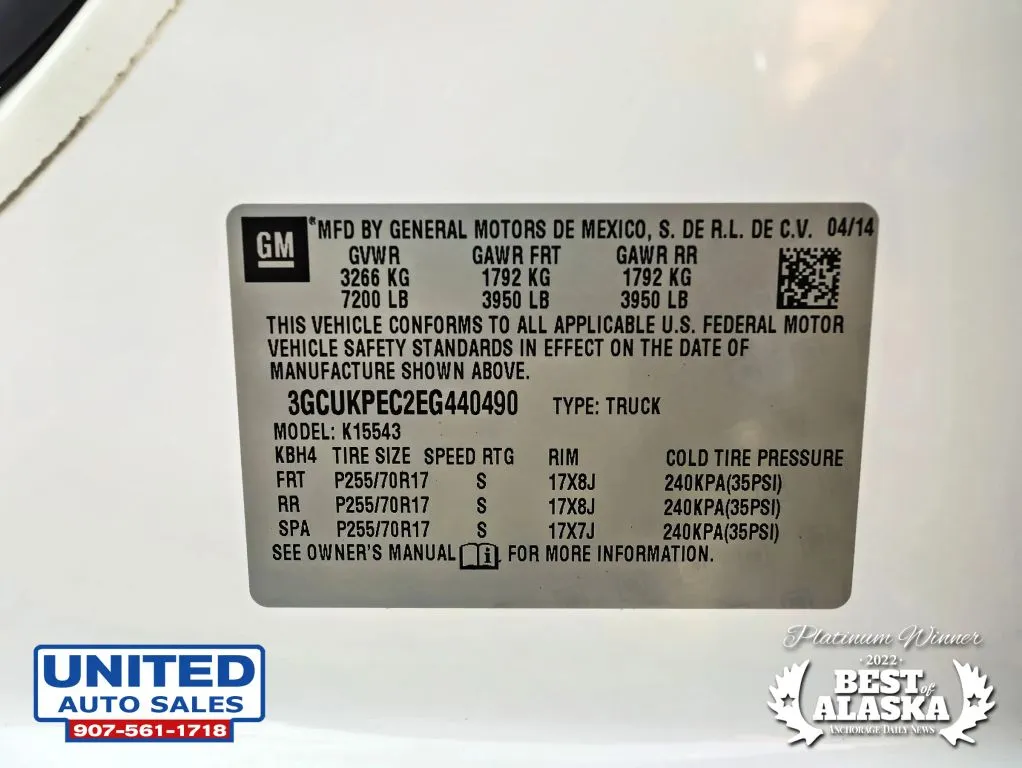 GM
®MFD BY GENERAL MOTORS DE MEXICO, S. DE R.L. DE C.V. 04/14
GVWR GAWR FRT GAWR RR
3266 KG 1792 KG 1792 KG
7200 LB 3950 LB 3950 LB
THIS VEHICLE CONFORMS TO ALL APPLICABLE U.S. FEDERAL MOTOR
VEHICLE SAFETY STANDARDS IN EFFECT ON THE DATE OF
MANUFACTURE SHOWN ABOVE.
3GCUKPEC2EG440490 TYPE: TRUCK
MODEL: K15543
KBH4 TIRE SIZE SPEED RTG RIM COLD TIRE PRESSURE
FRT P255/70R17 S 17X8J 240KPA(35PSI)
RR P255/70R17 S 17X8J 240KPA(35PSI)
SPA P255/70R17 S 17X7J 240KPA(35PSI)
SEE OWNER'S MANUAL i FOR MORE INFORMATION.
UNITED
AUTO SALES
907-561-1718
Platinum Winner
· 2022 ·
BEST of
ALASKA
ANCHORAGE DAILY NEWS